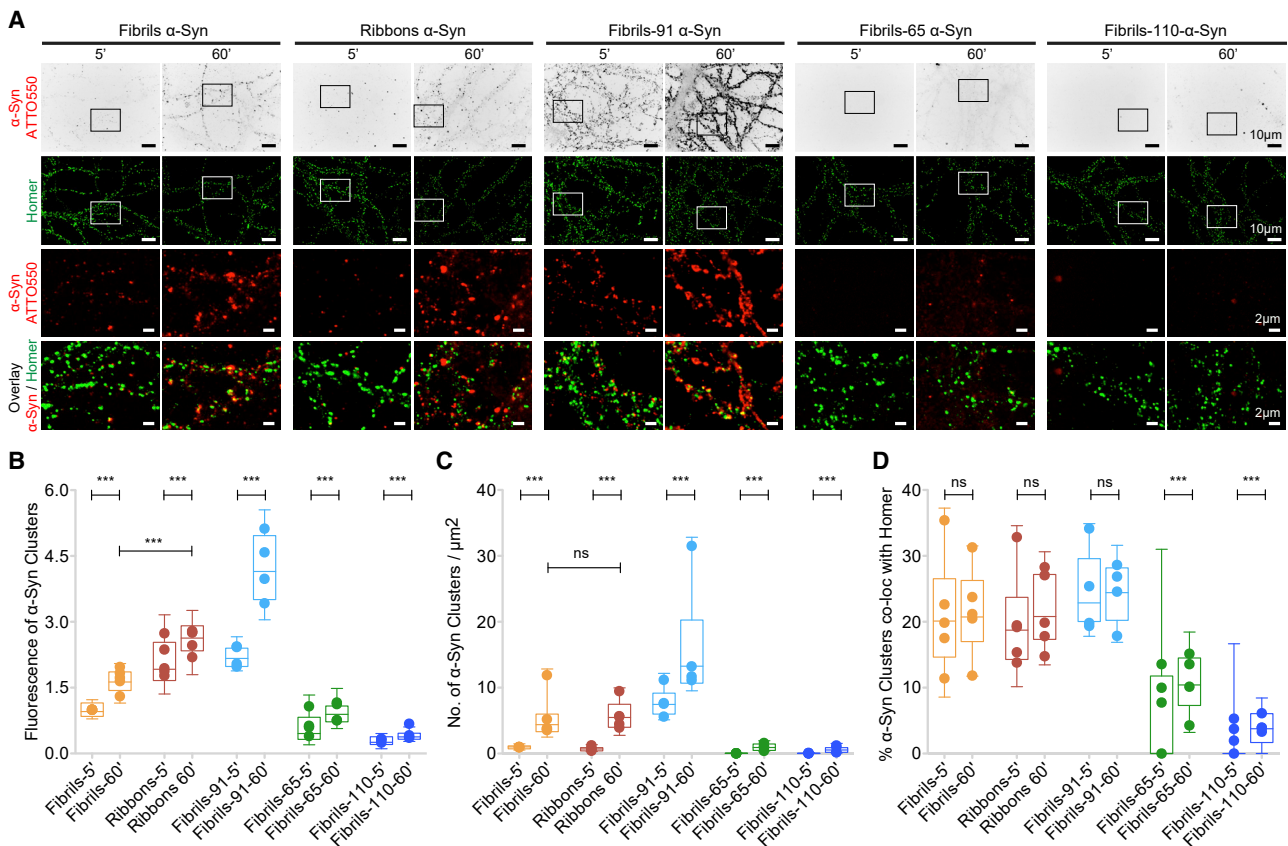 A
Fibrils α-Syn
Ribbons α-Syn
Fibrils-91 α-Syn
Fibrils-65 α-Syn
Fibrils-110-α-Syn
5' 60' 5' 60' 5' 60' 5' 60' 5' 60'
α-Syn
ATTO550
10µm
Homer
10µm
α-Syn
ATTO550
2µm
Overlay
α-Syn / Homer
2µm
B
Fluorescence of α-Syn Clusters
6.0
4.5
3.0
1.5
0.0
*** *** *** *** ***
***
Fibrils-5'
Fibrils-60'
Ribbons-5'
Ribbons 60'
Fibrils-91-5'
Fibrils-91-60'
Fibrils-65-5'
Fibrils-65-60'
Fibrils-110-5'
Fibrils-110-60'
C
No. of α-Syn Clusters / µm2
40
30
20
10
0
*** *** *** *** ***
ns
Fibrils-5'
Fibrils-60'
Ribbons-5'
Ribbons 60'
Fibrils-91-5'
Fibrils-91-60'
Fibrils-65-5'
Fibrils-65-60'
Fibrils-110-5'
Fibrils-110-60'
D
% α-Syn Clusters co-loc with Homer
40
30
20
10
0
ns ns ns *** ***
Fibrils-5'
Fibrils-60'
Ribbons-5'
Ribbons 60'
Fibrils-91-5'
Fibrils-91-60'
Fibrils-65-5'
Fibrils-65-60'
Fibrils-110-5'
Fibrils-110-60'